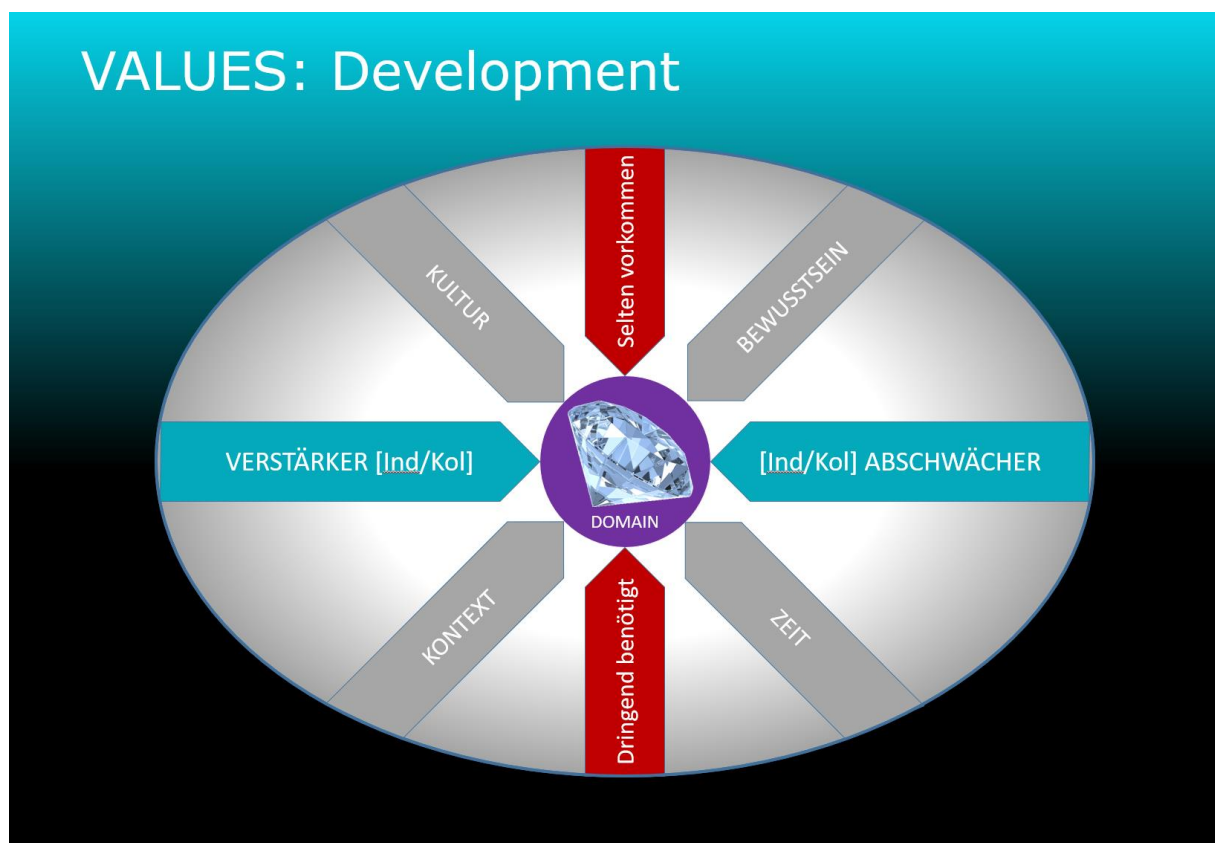 VALUES: Development
Selten vorkommen
KULTUR
BEWUSSTSEIN
VERSTÄRKER [Ind/Kol]
[Ind/Kol] ABSCHWÄCHER
DOMAIN
KONTEXT
Dringend benötigt
ZEIT